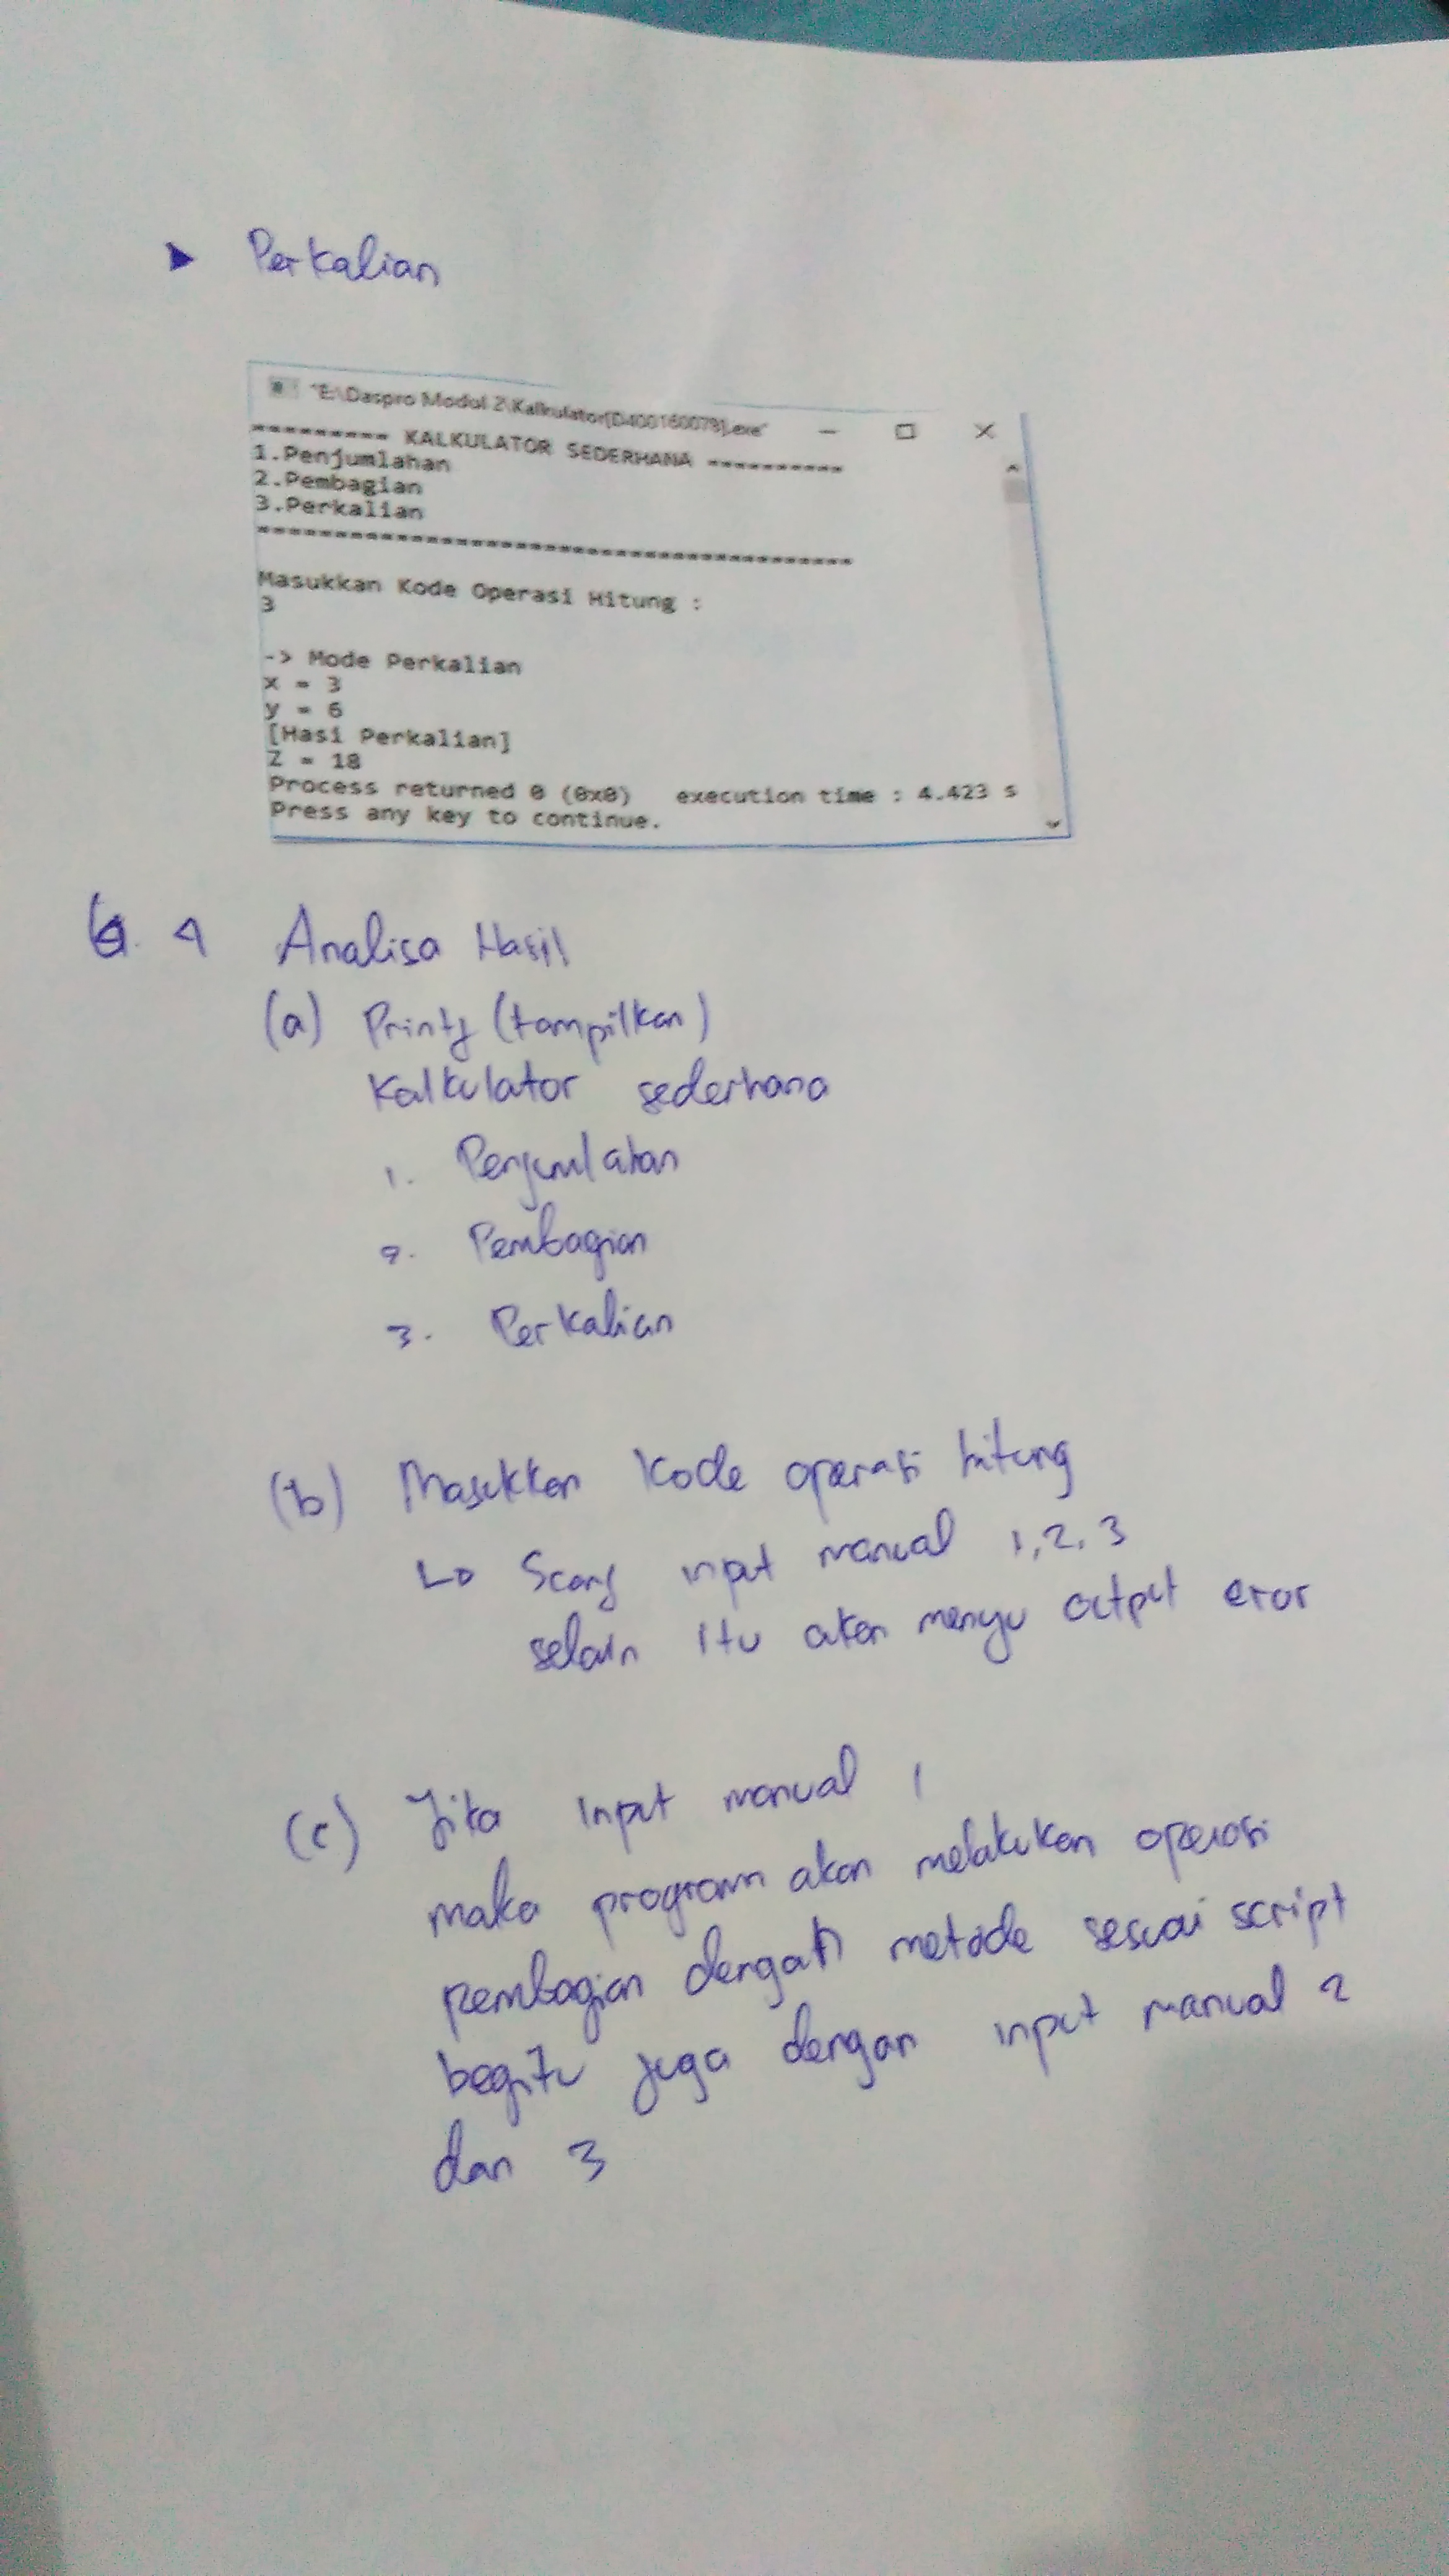 ▶ Perkalian
"E:\Daspro Modul 2\Kalkulator[D400160078].exe"
---------- KALKULATOR SEDERHANA ----------
1.Penjumlahan
2.Pembagian
3.Perkalian
------------------------------------------
Masukkan Kode Operasi Hitung :
3
-> Mode Perkalian
x = 3
y = 6
[Hasi Perkalian]
Z = 18
Process returned 0 (0x0) execution time : 4.423 s
Press any key to continue.
6. 4 Analisa Hasil
(a) Printf (tampilkan)
Kalkulator sederhana
1. Penjumlahan
2. Pembagian
3. Perkalian
(b) Masukkan kode operasi hitung
↳ Scanf input manual 1, 2, 3
selain itu akan menuju output eror
(c) Jika input manual 1
maka program akan melakukan operasi
pembagian dengan metode sesuai script
begitu juga dengan input manual 2
dan 3